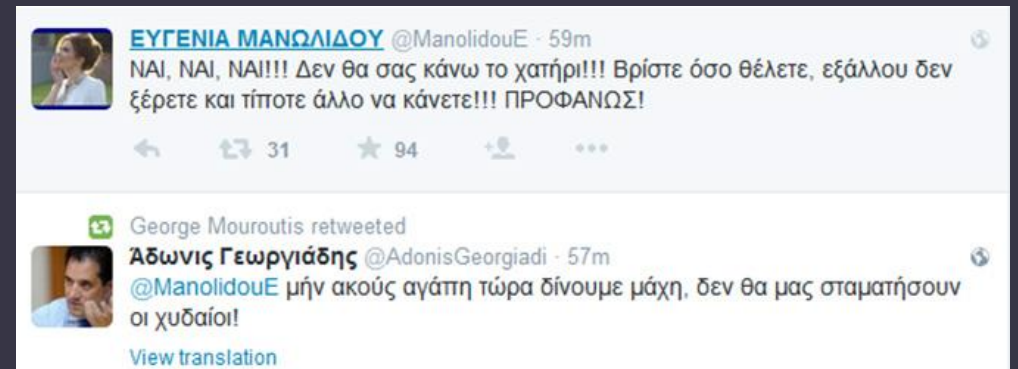 ΕΥΓΕΝΙΑ ΜΑΝΩΛΙΔΟΥ @ManolidouE · 59m
ΝΑΙ, ΝΑΙ, ΝΑΙ!!! Δεν θα σας κάνω το χατήρι!!! Βρίστε όσο θέλετε, εξάλλου δεν
ξέρετε και τίποτε άλλο να κάνετε!!! ΠΡΟΦΑΝΩΣ!
31 94
George Mouroutis retweeted
Άδωνις Γεωργιάδης @AdonisGeorgiadi · 57m
@ManolidouE μήν ακούς αγάπη τώρα δίνουμε μάχη, δεν θα μας σταματήσουν
οι χυδαίοι!
View translation